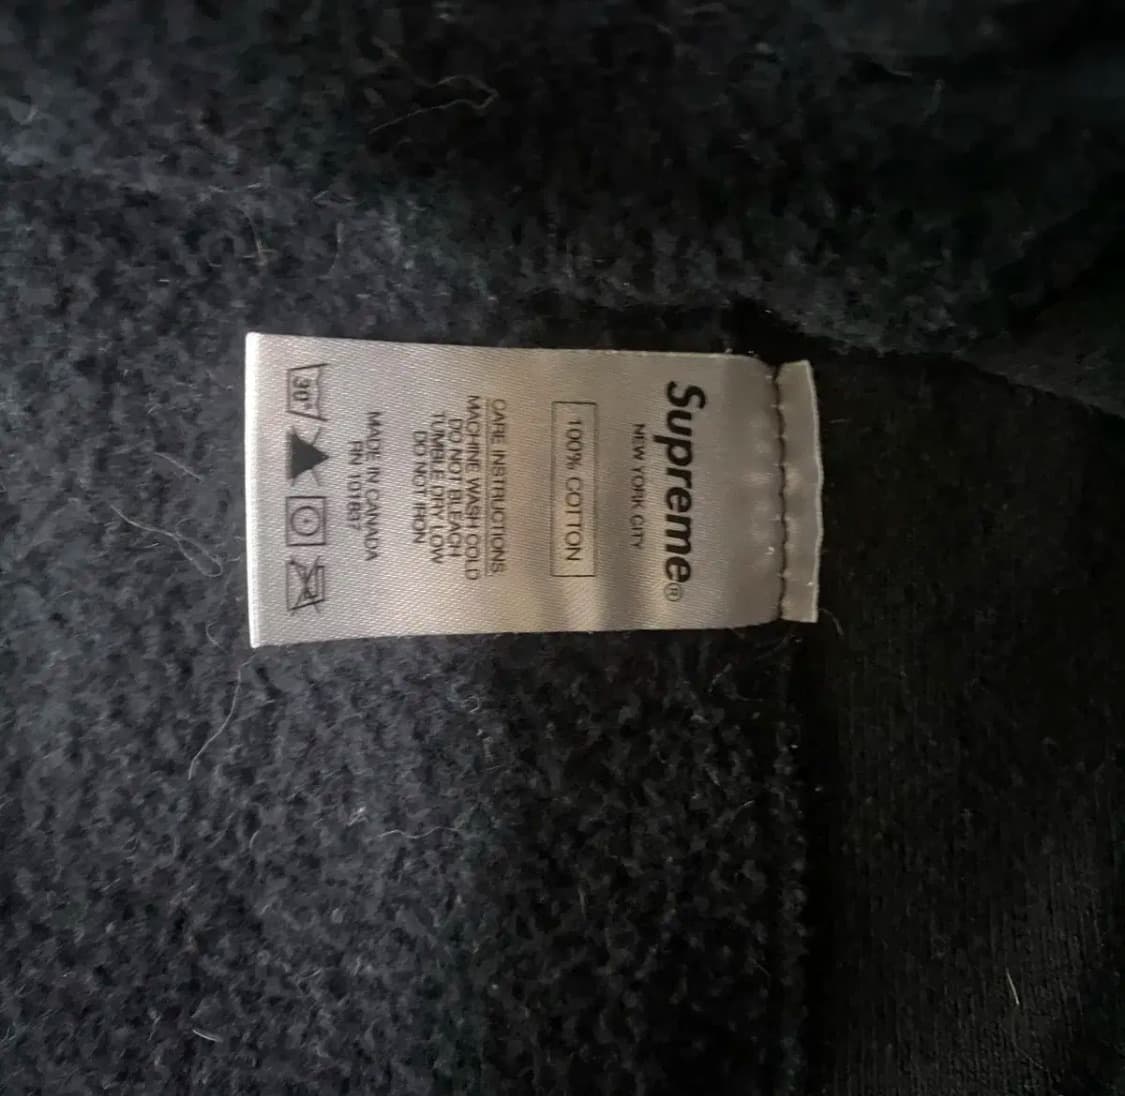 Supreme®
NEW YORK CITY
100% COTTON
CARE INSTRUCTIONS:
MACHINE WASH COLD
DO NOT BLEACH
TUMBLE DRY LOW
DO NOT IRON
MADE IN CANADA
RN 101837
30°